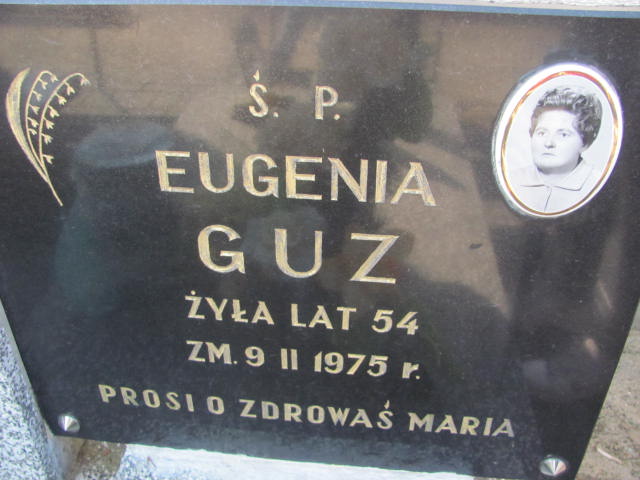 Ś. P.
EUGENIA
GUZ
ŻYŁA LAT 54
ZM. 9 II 1975 r.
PROSI O ZDROWAŚ MARIA